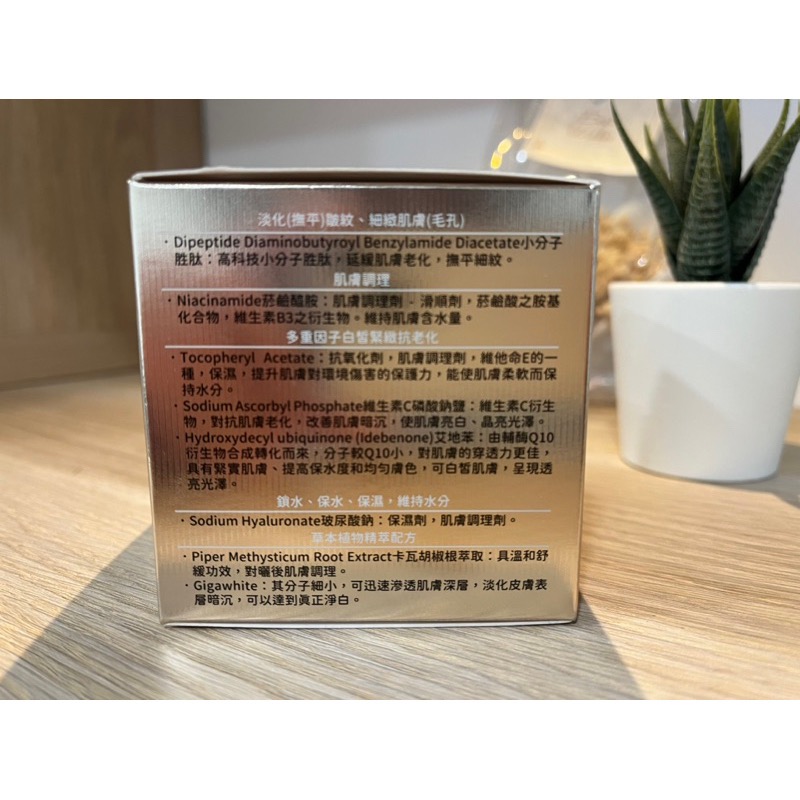 淡化(撫平)皺紋、細緻肌膚(毛孔)
·Dipeptide Diaminobutyroyl Benzylamide Diacetate小分子
胜肽：高科技小分子胜肽，延緩肌膚老化，撫平細紋。
肌膚調理
·Niacinamide菸鹼醯胺：肌膚調理劑 - 滑順劑，菸鹼酸之胺基
化合物，維生素B3之衍生物。維持肌膚含水量。
多重因子白皙緊緻抗老化
·Tocopheryl Acetate：抗氧化劑，肌膚調理劑，維他命E的一
種，保濕，提升肌膚對環境傷害的保護力，能使肌膚柔軟而保
持水分。
·Sodium Ascorbyl Phosphate維生素C磷酸鈉鹽：維生素C衍生
物，對抗肌膚老化，改善肌膚暗沉，使肌膚亮白、晶亮光澤。
·Hydroxydecyl ubiquinone (Idebenone)艾地苯：由輔酶Q10
衍生物合成轉化而來，分子較Q10小，對肌膚的穿透力更佳，
具有緊實肌膚、提高保水度和均勻膚色，可白皙肌膚，呈現透
亮光澤。
鎖水、保水、保濕，維持水分
·Sodium Hyaluronate玻尿酸鈉：保濕劑，肌膚調理劑。
草本植物精萃配方
·Piper Methysticum Root Extract卡瓦胡椒根萃取：具溫和舒
緩功效，對曬後肌膚調理。
·Gigawhite：其分子細小，可迅速滲透肌膚深層，淡化皮膚表
層暗沉，可以達到真正淨白。